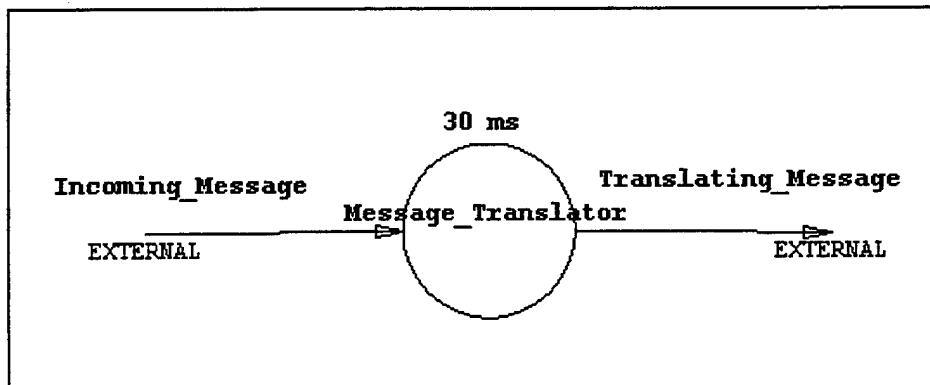 30 ms
Incoming_Message
Translating_Message
Message_Translator
EXTERNAL
EXTERNAL